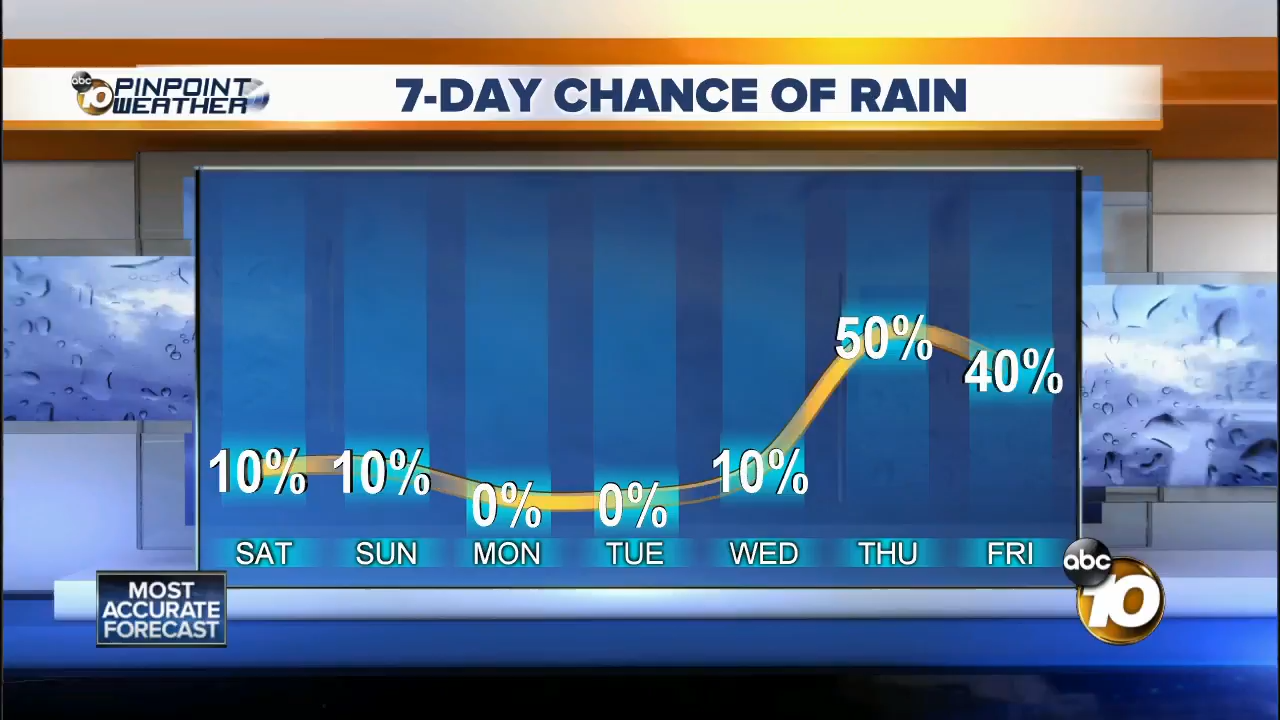 abc
10 PINPOINT
WEATHER
7-DAY CHANCE OF RAIN
10% 10% 0% 0% 10% 50% 40%
SAT SUN MON TUE WED THU FRI
MOST
ACCURATE
FORECAST
abc
10